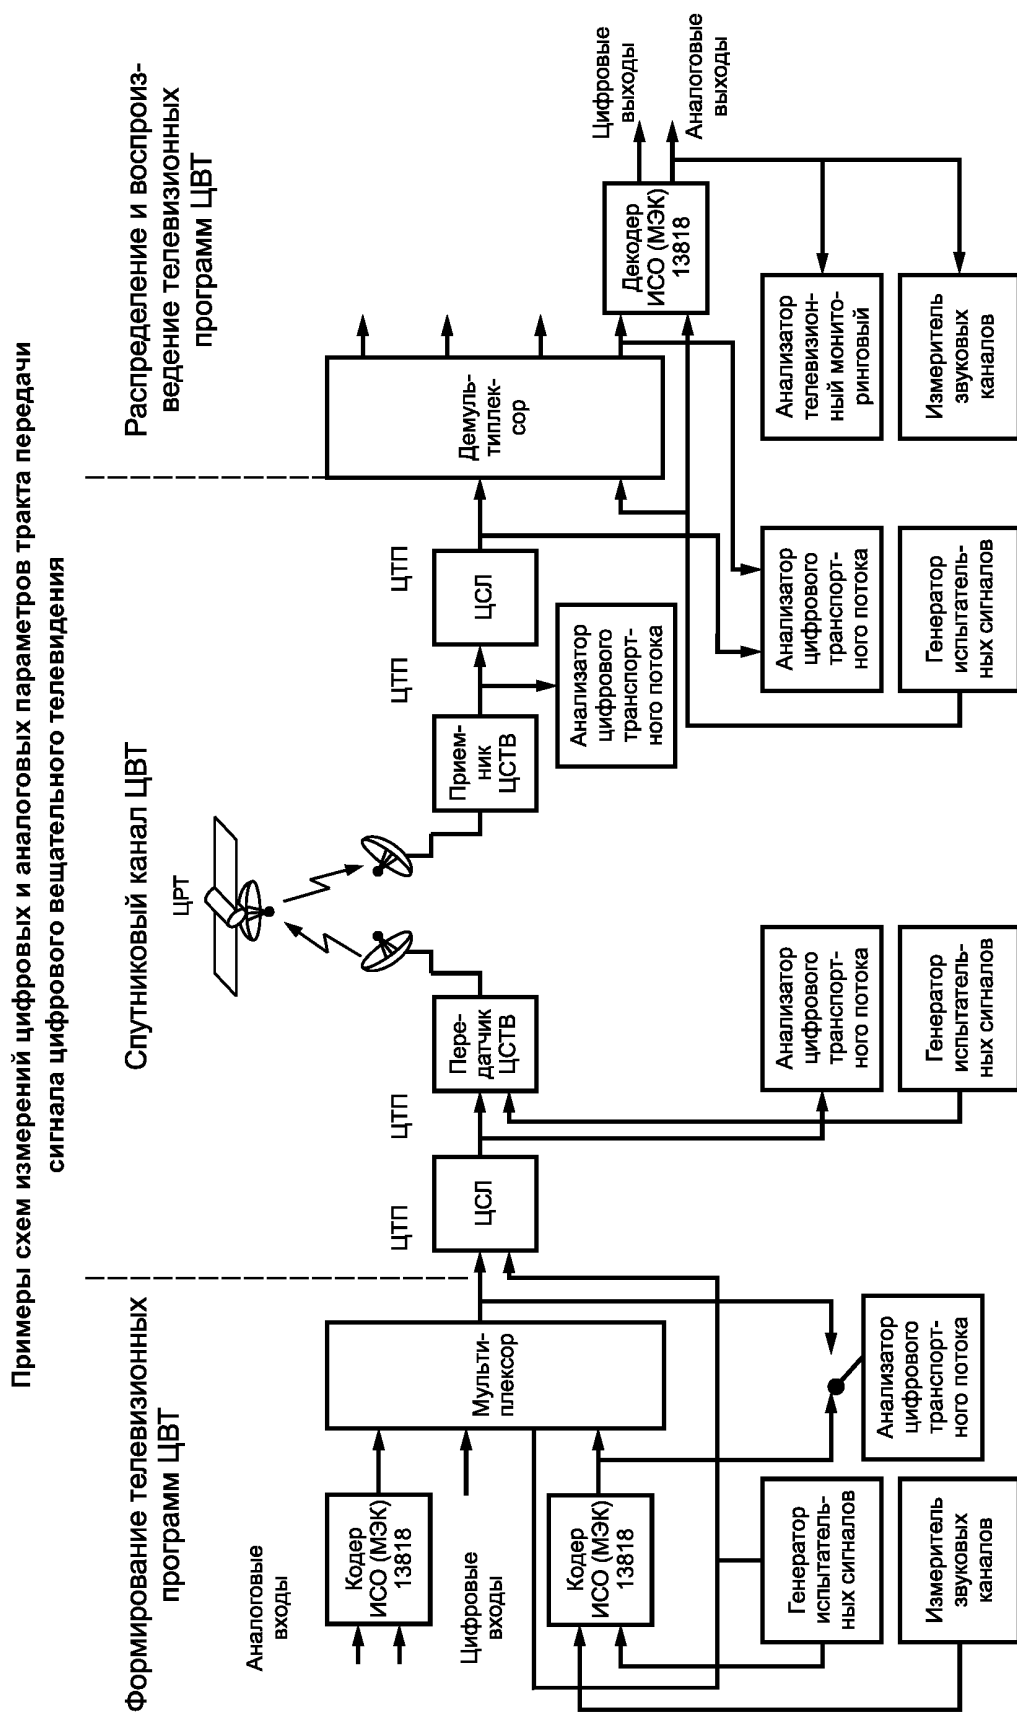 Примеры схем измерений цифровых и аналоговых параметров тракта передачи
сигнала цифрового вещательного телевидения
Формирование телевизионных
программ ЦВТ
Спутниковый канал ЦВТ
Распределение и воспроиз-
ведение телевизионных
программ ЦВТ
Аналоговые
входы
Кодер
ИСО (МЭК)
13818
Цифровые
входы
Кодер
ИСО (МЭК)
13818
Мульти-
плексор
Генератор
испытатель-
ных сигналов
Измеритель
звуковых
каналов
Анализатор
цифрового
транспорт-
ного потока
ЦТП
ЦСЛ
ЦТП
Пере-
датчик
ЦСТВ
ЦРТ
Анализатор
цифрового
транспорт-
ного потока
Генератор
испытатель-
ных сигналов
Прием-
ник
ЦСТВ
ЦТП
ЦСЛ
ЦТП
Анализатор
цифрового
транспорт-
ного потока
Анализатор
цифрового
транспорт-
ного потока
Генератор
испытатель-
ных сигналов
Демуль-
типлек-
сор
Декодер
ИСО (МЭК)
13818
Цифровые
выходы
Аналоговые
выходы
Анализатор
телевизион-
ный монито-
ринговый
Измеритель
звуковых
каналов